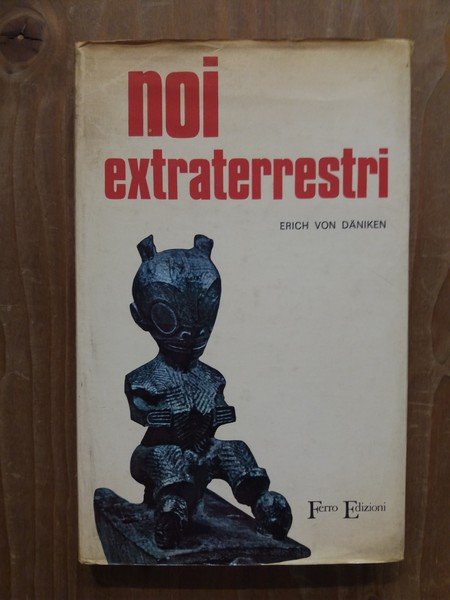 noi
extraterrestri
ERICH VON DÄNIKEN
Ferro Edizioni